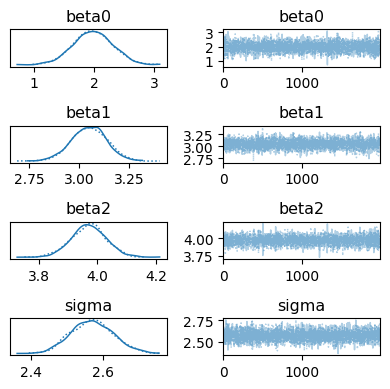 beta0 beta0
3
2
1
1 2 3 0 1000
beta1 beta1
3.25
3.00
2.75
2.75 3.00 3.25 0 1000
beta2 beta2
4.00
3.75
3.8 4.0 4.2 0 1000
sigma sigma
2.75
2.50
2.4 2.6 0 1000